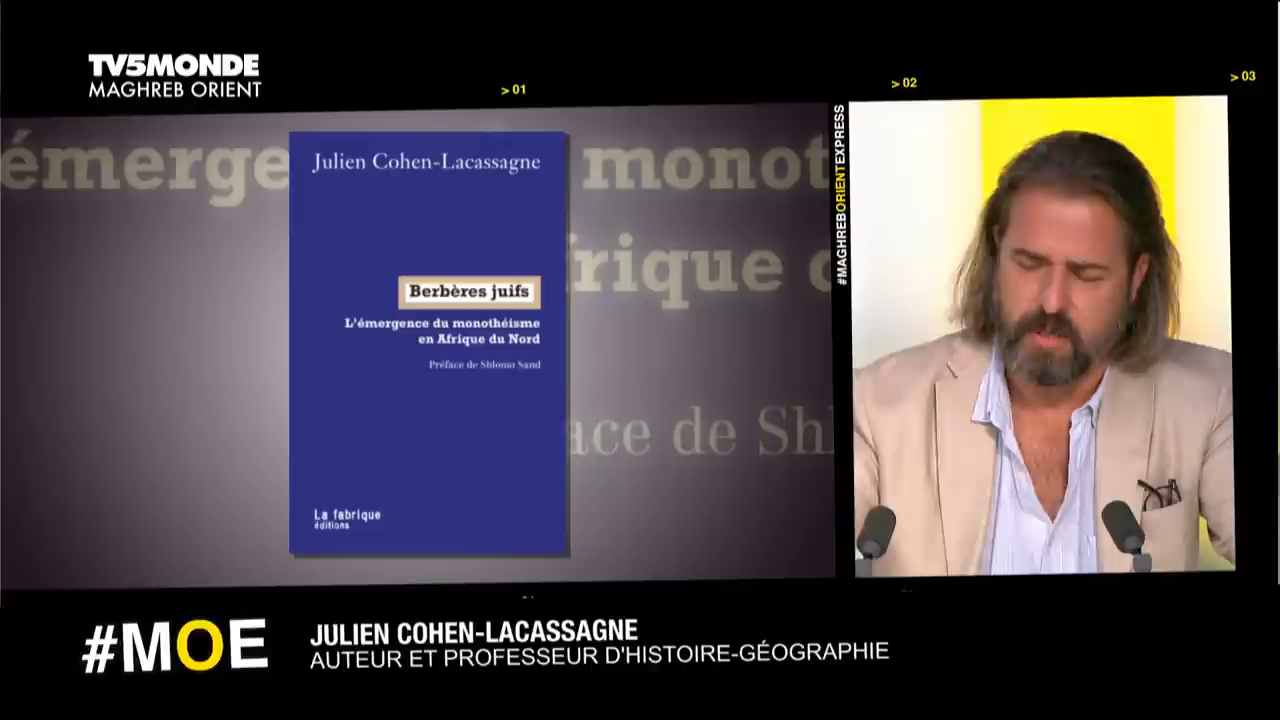 TV5MONDE
MAGHREB ORIENT
> 01
> 02
> 03
émerge
monot
frique d
ace de Shl
Julien Cohen-Lacassagne
Berbères juifs
L'émergence du monothéisme
en Afrique du Nord
Préface de Shlomo Sand
La fabrique
éditions
#MAGHREBORIENTEXPRESS
#MOE
JULIEN COHEN-LACASSAGNE
AUTEUR ET PROFESSEUR D'HISTOIRE-GÉOGRAPHIE